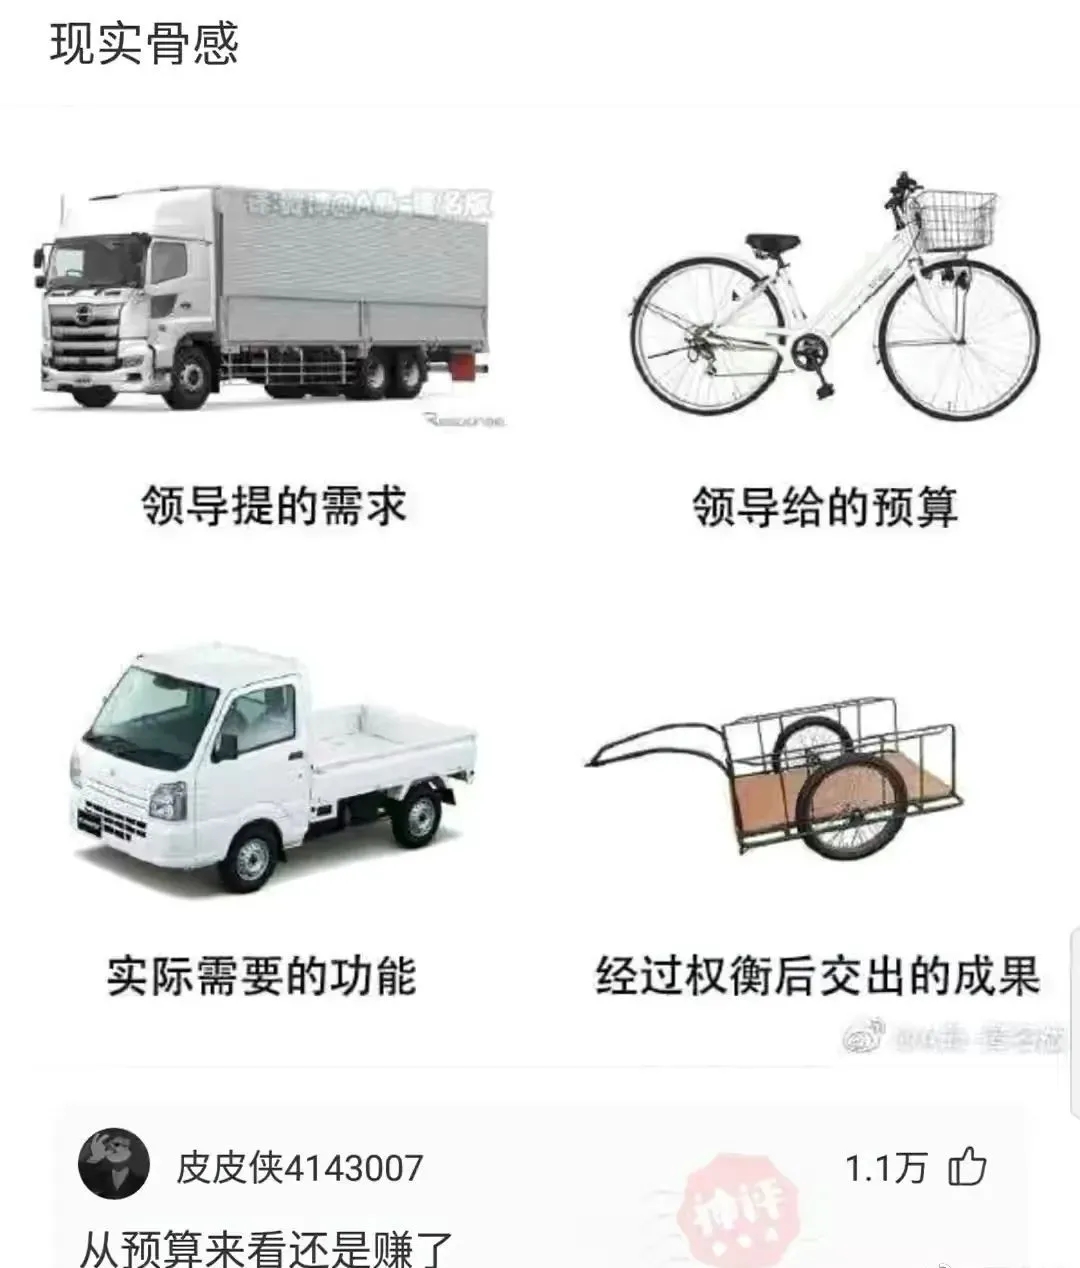 现实骨感
领导提的需求
领导给的预算
实际需要的功能
经过权衡后交出的成果
皮皮侠4143007
1.1万
神评
从预算来看还是赚了